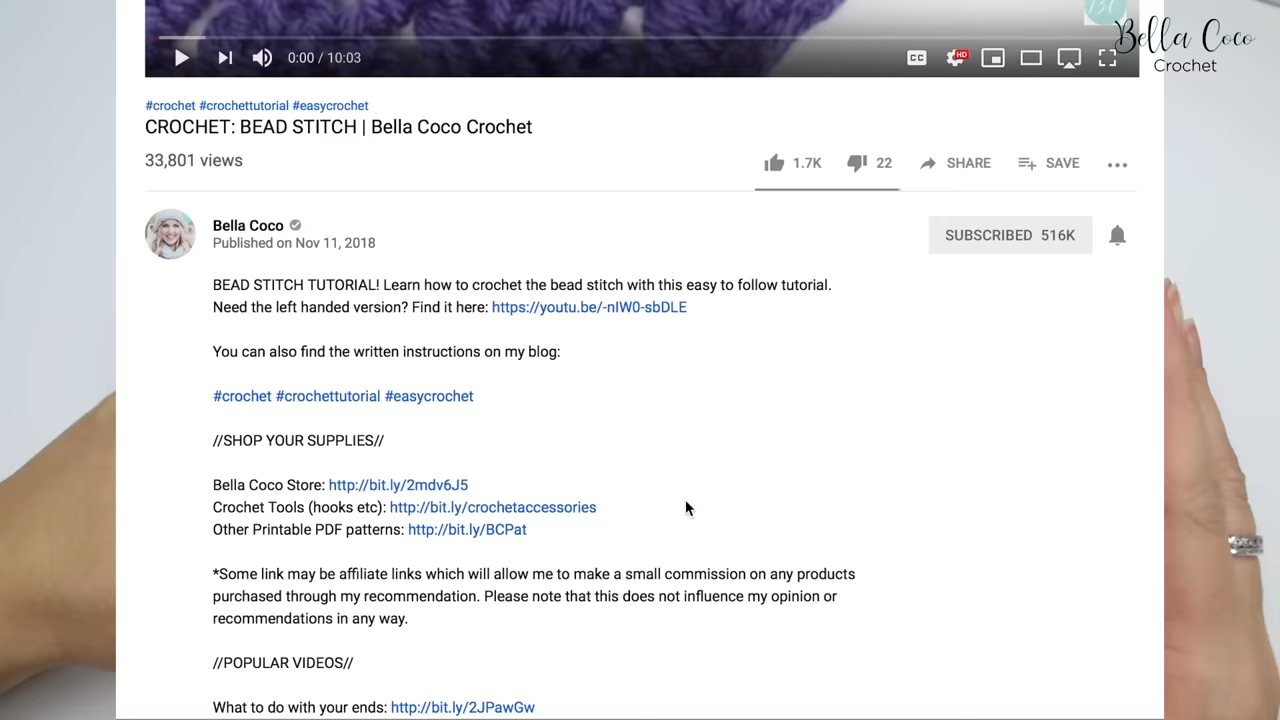 Bella Coco
Crochet
0:00 / 10:03
CC
HD
#crochet #crochettutorial #easycrochet
CROCHET: BEAD STITCH | Bella Coco Crochet
33,801 views
1.7K
22
SHARE
SAVE
Bella Coco
Published on Nov 11, 2018
SUBSCRIBED 516K
BEAD STITCH TUTORIAL! Learn how to crochet the bead stitch with this easy to follow tutorial.
Need the left handed version? Find it here: https://youtu.be/-nIW0-sbDLE
You can also find the written instructions on my blog:
#crochet #crochettutorial #easycrochet
//SHOP YOUR SUPPLIES//
Bella Coco Store: http://bit.ly/2mdv6J5
Crochet Tools (hooks etc): http://bit.ly/crochetaccessories
Other Printable PDF patterns: http://bit.ly/BCPat
*Some link may be affiliate links which will allow me to make a small commission on any products
purchased through my recommendation. Please note that this does not influence my opinion or
recommendations in any way.
//POPULAR VIDEOS//
What to do with your ends: http://bit.ly/2JPawGw